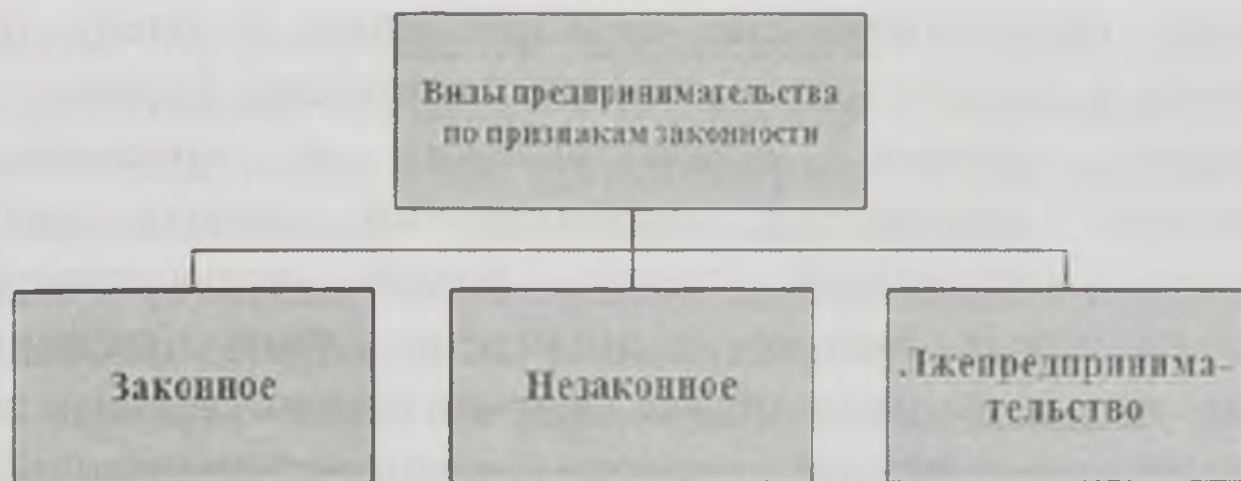 Виды предпринимательства
по признакам законности
Законное
Незаконное
Лжепредпринима-
тельство